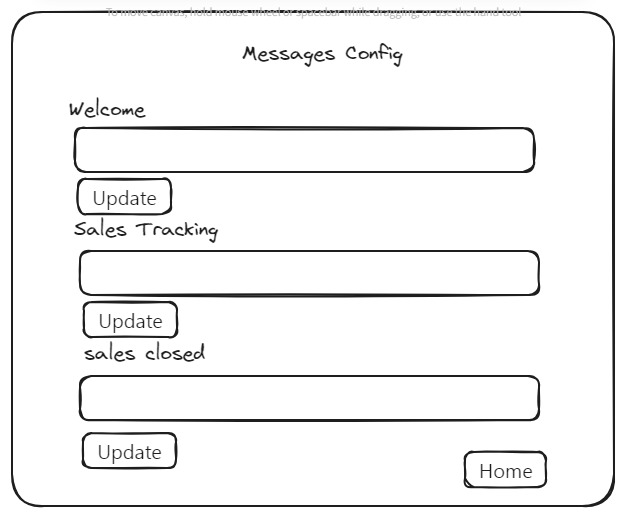 To move canvas, hold mouse wheel or spacebar while dragging, or use the hand tool
Messages Config
Welcome
Update
Sales Tracking
Update
sales closed
Update
Home